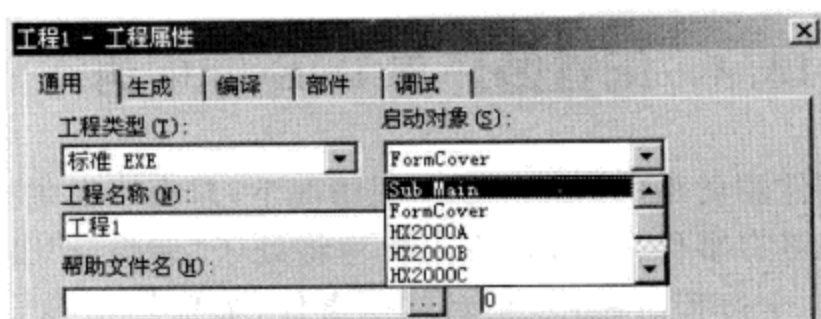 工程1 - 工程属性
通用 生成 编译 部件 调试
工程类型(T): 启动对象(S):
标准 EXE FormCover
工程名称(N): Sub Main
FormCover
工程1 HX2000A
HX2000B
帮助文件名(H): HX2000C
... 0